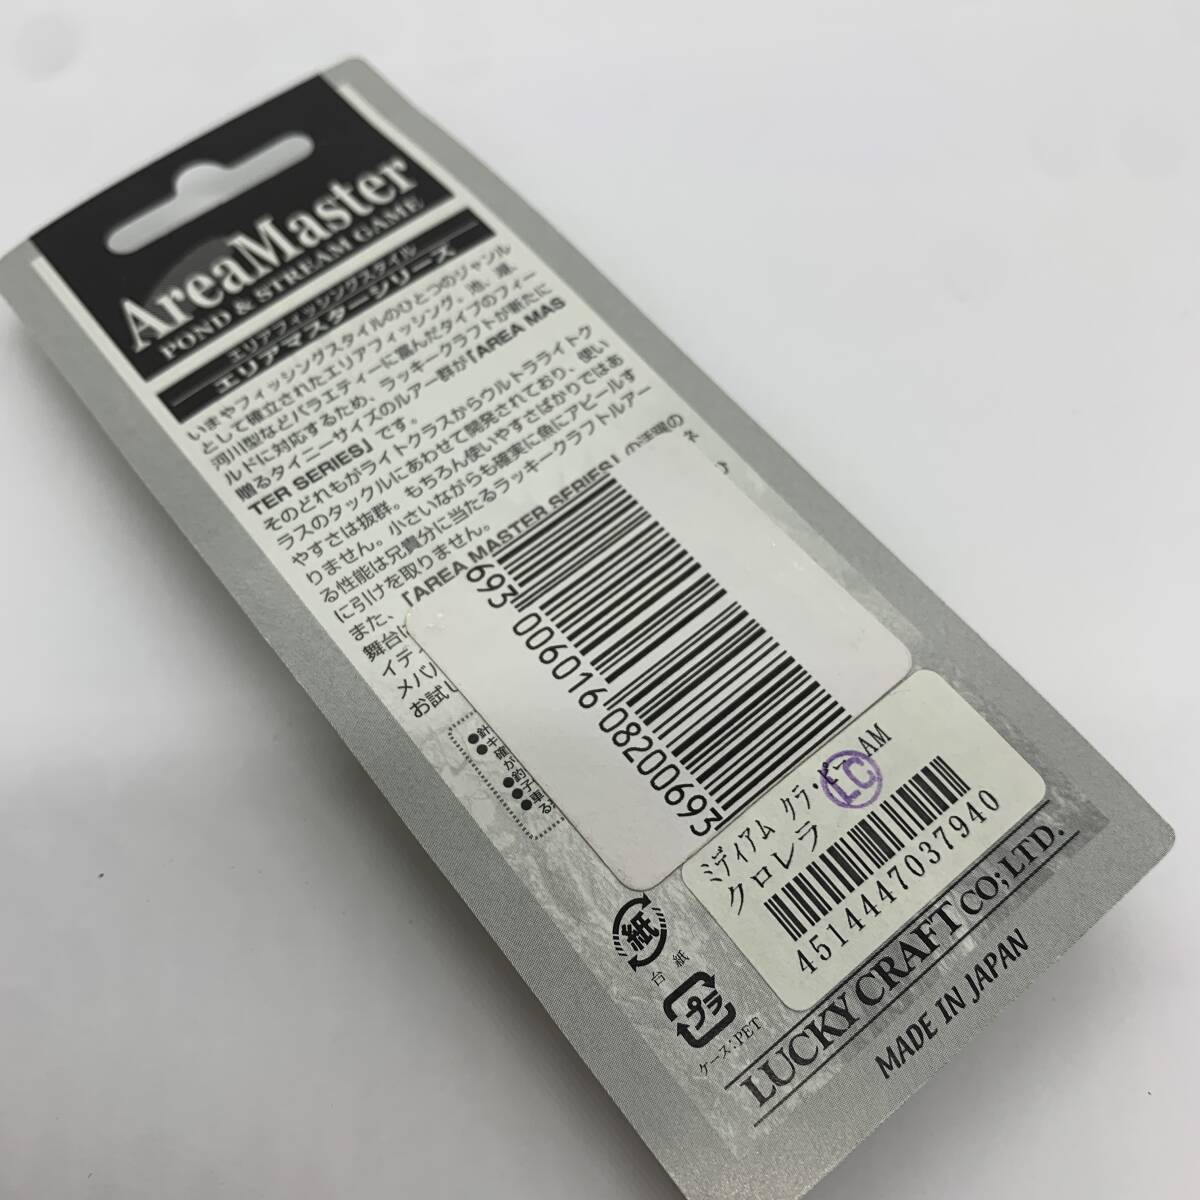 AreaMaster
POND & STREAM GAME
エリアフィッシングスタイル
エリアマスターシリーズ
いまやフィッシングスタイルのひとつのジャンル
として確立されたエリアフィッシング。池、湖、
河川型などバラエティーに富んだタイプのフィー
ルドに対応するため、ラッキークラフトが新たに
贈るタイニーサイズのルアー群が「AREA MAS
TER SERIES」です。
そのどれもがライトクラスからウルトラライトク
ラスのタックルにあわせて開発されており、使い
やすさは抜群。もちろん使いやすさばかりではあ
りません。小さいながらも確実に魚にアピールす
る性能は兄貴分に当たるラッキークラフトルアー
に引けを取りません。
また、「AREA MASTER SERIES」の活躍の
舞台に
イテ
メバ
お試し
693 006016 08200693
ミディアム クラ・ピー AM
クロレラ
LC
4514447037940
紙
台紙
プラ
ケース:PET
LUCKY CRAFT CO;LTD.
MADE IN JAPAN